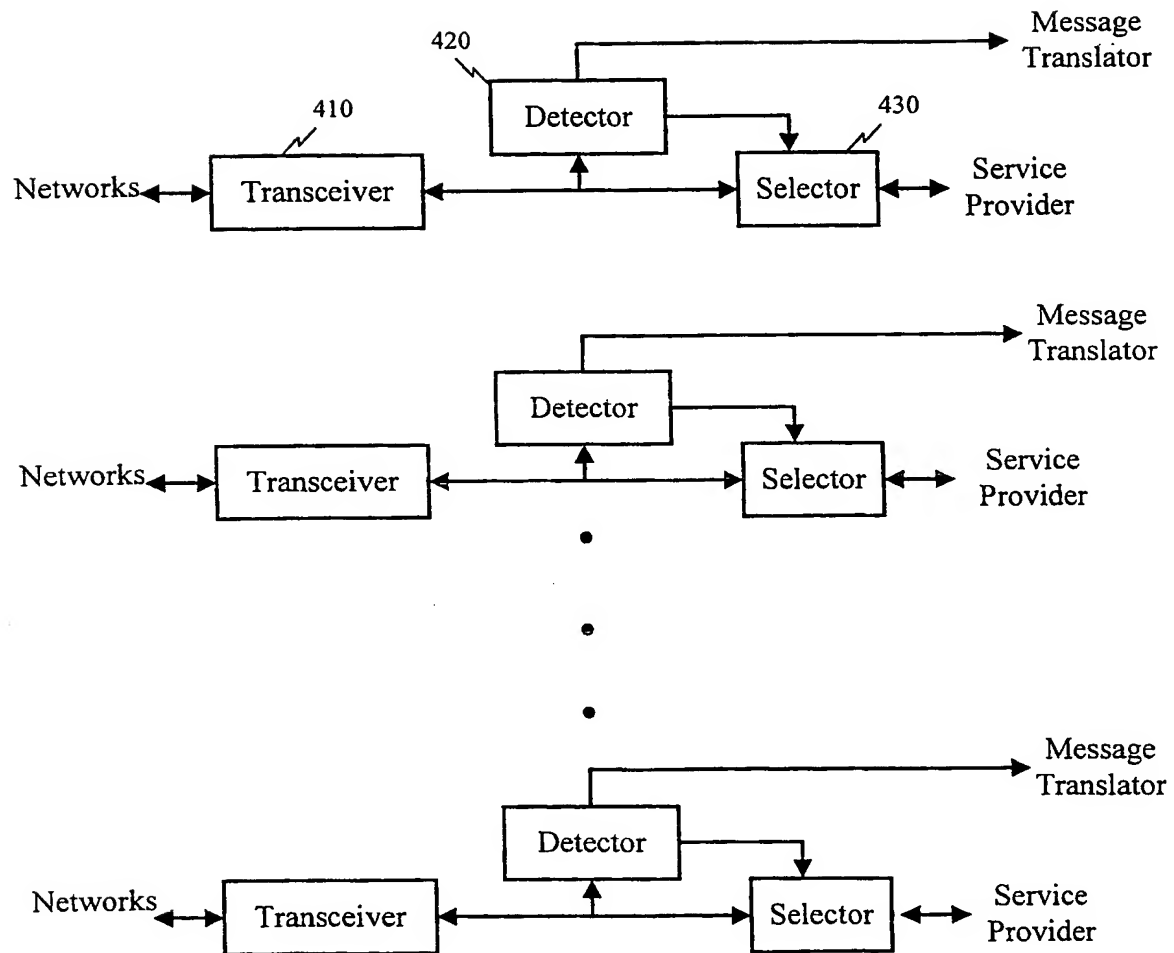 Message
Translator
420
Detector
410
430
Networks
Transceiver
Selector
Service
Provider
Message
Translator
Detector
Networks
Transceiver
Selector
Service
Provider
Message
Translator
Detector
Networks
Transceiver
Selector
Service
Provider